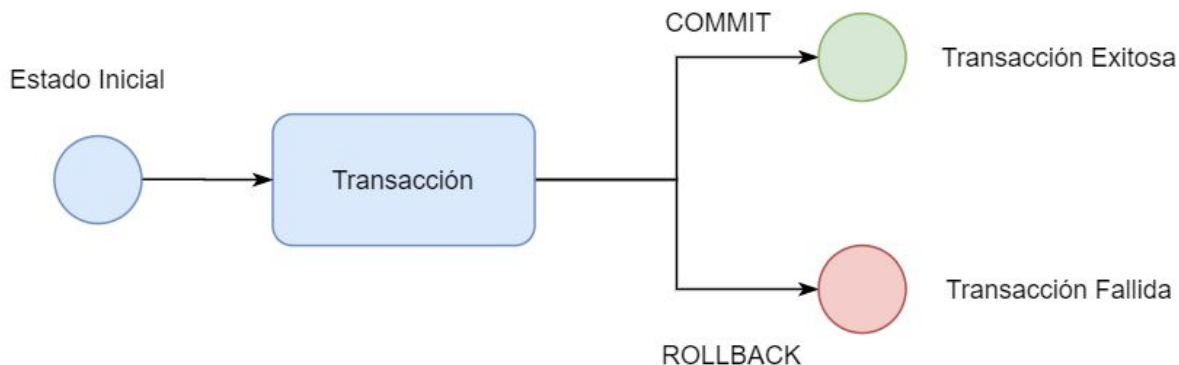 COMMIT
Transacción Exitosa
Estado Inicial
Transacción
Transacción Fallida
ROLLBACK